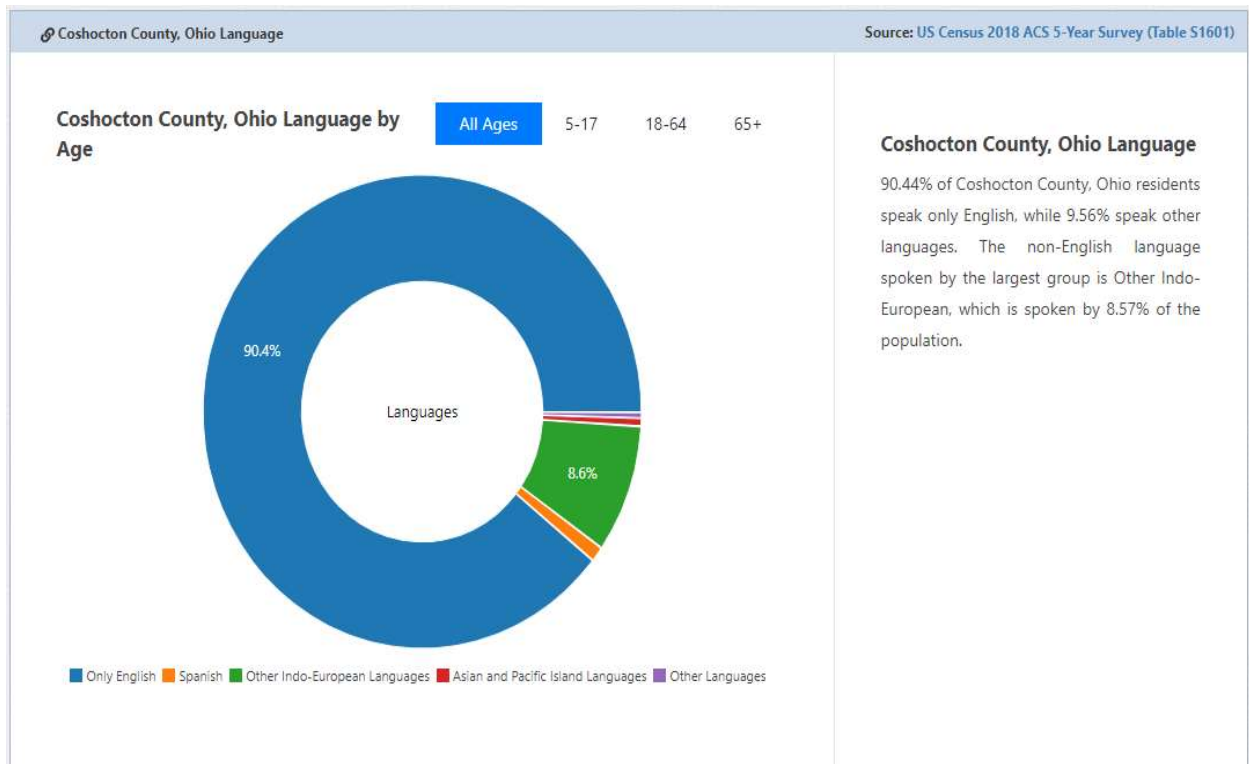 Coshocton County, Ohio Language
Source: US Census 2018 ACS 5-Year Survey (Table S1601)
Coshocton County, Ohio Language by
Age
All Ages 5-17 18-64 65+
90.4%
Languages
8.6%
Only English Spanish Other Indo-European Languages Asian and Pacific Island Languages Other Languages
Coshocton County, Ohio Language
90.44% of Coshocton County, Ohio residents
speak only English, while 9.56% speak other
languages. The non-English language
spoken by the largest group is Other Indo-
European, which is spoken by 8.57% of the
population.